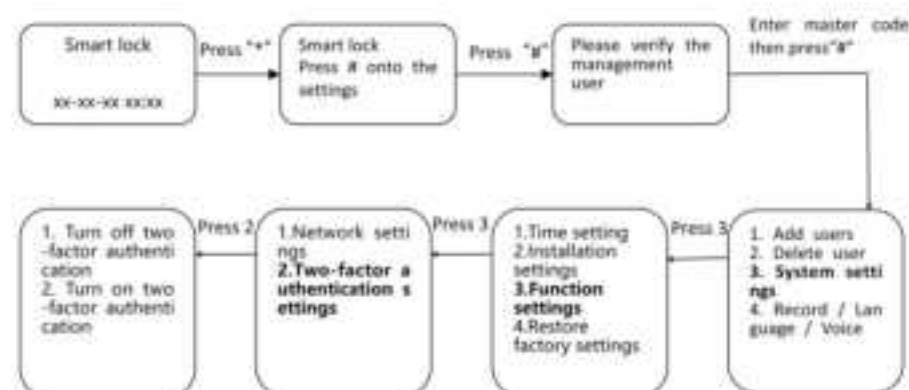 Smart lock
xx-xx-xx xx:xx
Press "*"
Smart lock
Press # onto the
settings
Press "#"
Please verify the
management
user
Enter master code
then press"#"
1. Add users
2. Delete user
3. System setti
ngs
4. Record / Lan
guage / Voice
Press 3
1.Time setting
2.Installation
settings
3.Function
settings
4.Restore
factory settings
Press 3
1.Network setti
ngs
2.Two-factor a
uthentication s
ettings
Press 2
1. Turn off two
-factor authenti
cation
2. Turn on two
-factor authenti
cation